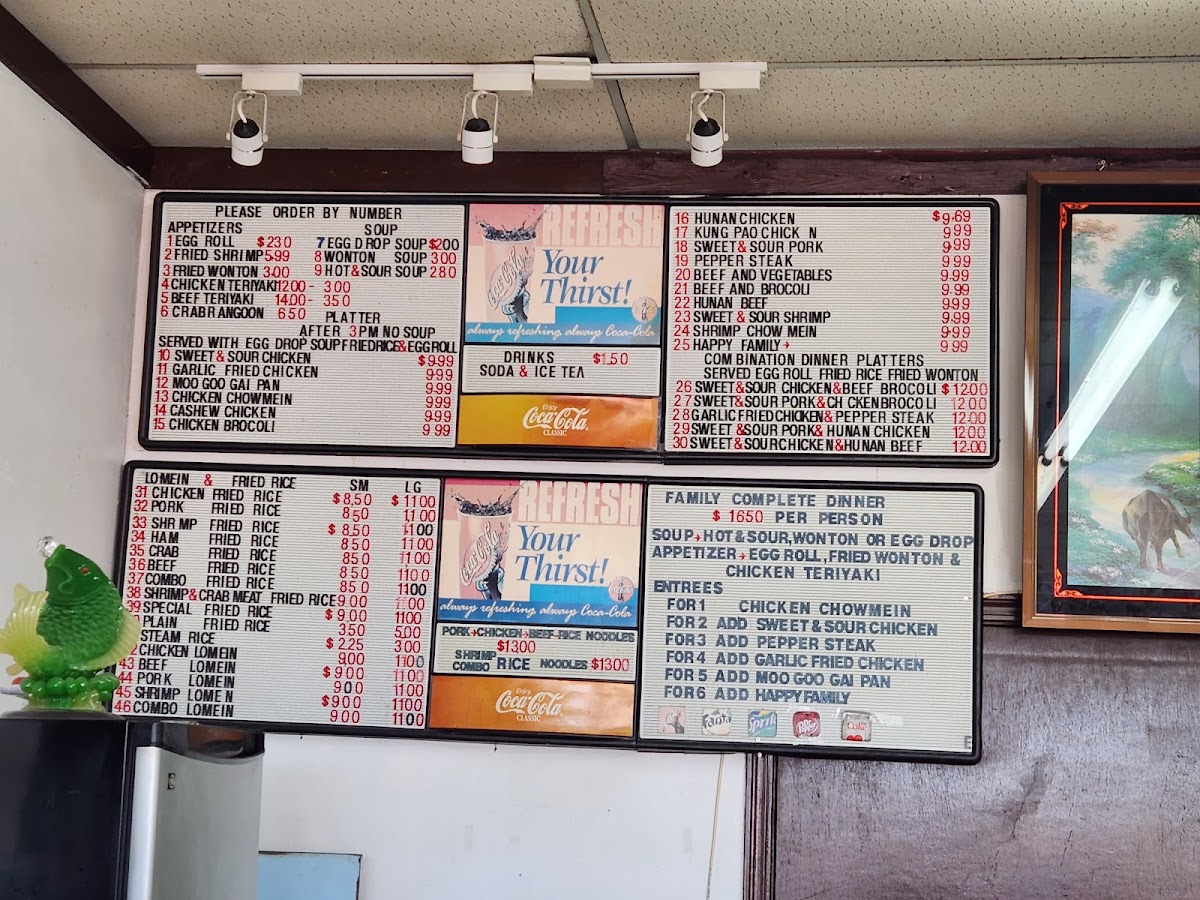 PLEASE ORDER BY NUMBER
APPETIZERS
1 EGG ROLL $2.30
2 FRIED SHRIMP 5.99
3 FRIED WONTON 3.00
4 CHICKEN TERIYAKI 12.00 - 3.00
5 BEEF TERIYAKI 14.00 - 3.50
6 CRAB RANGOON 6.50
SOUP
7 EGG DROP SOUP $2.00
8 WONTON SOUP 3.00
9 HOT & SOUR SOUP 2.80
PLATTER
AFTER 3 PM NO SOUP
SERVED WITH EGG DROP SOUP FRIED RICE & EGG ROLL
10 SWEET & SOUR CHICKEN $9.99
11 GARLIC FRIED CHICKEN 9.99
12 MOO GOO GAI PAN 9.99
13 CHICKEN CHOWMEIN 9.99
14 CASHEW CHICKEN 9.99
15 CHICKEN BROCOLI 9.99
REFRESH
Your
Thirst!
always refreshing, always Coca-Cola
DRINKS $1.50
SODA & ICE TEA
Enjoy
Coca-Cola
CLASSIC
16 HUNAN CHICKEN $9.69
17 KUNG PAO CHICK N 9.99
18 SWEET & SOUR PORK 9.99
19 PEPPER STEAK 9.99
20 BEEF AND VEGETABLES 9.99
21 BEEF AND BROCOLI 9.99
22 HUNAN BEEF 9.99
23 SWEET & SOUR SHRIMP 9.99
24 SHRIMP CHOW MEIN 9.99
25 HAPPY FAMILY → 9.99
COMBINATION DINNER PLATTERS
SERVED EGG ROLL FRIED RICE FRIED WONTON
26 SWEET & SOUR CHICKEN & BEEF BROCOLI $12.00
27 SWEET & SOUR PORK & CH CKEN BROCOLI 12.00
28 GARLIC FRIED CHICKEN & PEPPER STEAK 12.00
29 SWEET & SOUR PORK & HUNAN CHICKEN 12.00
30 SWEET & SOUR CHICKEN & HUNAN BEEF 12.00
LOMEIN & FRIED RICE SM LG
31 CHICKEN FRIED RICE $8.50 $11.00
32 PORK FRIED RICE 8.50 11.00
33 SHR MP FRIED RICE $8.50 11.00
34 HAM FRIED RICE 8.50 11.00
35 CRAB FRIED RICE 8.50 11.00
36 BEEF FRIED RICE 8.50 11.00
37 COMBO FRIED RICE 8.50 11.00
38 SHRIMP & CRAB MEAT FRIED RICE 9.00 11.00
39 SPECIAL FRIED RICE $9.00 11.00
PLAIN FRIED RICE 3.50 5.00
STEAM RICE $2.25 3.00
2 CHICKEN LOMEIN 9.00 11.00
43 BEEF LOMEIN $9.00 11.00
44 PORK LOMEIN 9.00 11.00
45 SHRIMP LOME N $9.00 11.00
46 COMBO LOMEIN 9.00 11.00
REFRESH
Your
Thirst!
always refreshing, always Coca-Cola
PORK → CHICKEN → BEEF-RICE NOODLES
$13.00
SHRIMP
COMBO RICE NOODLES $13.00
Enjoy
Coca-Cola
CLASSIC
FAMILY COMPLETE DINNER
$ 16.50 PER PERSON
SOUP → HOT & SOUR, WONTON OR EGG DROP
APPETIZER → EGG ROLL, FRIED WONTON &
CHICKEN TERIYAKI
ENTREES
FOR 1 CHICKEN CHOWMEIN
FOR 2 ADD SWEET & SOUR CHICKEN
FOR 3 ADD PEPPER STEAK
FOR 4 ADD GARLIC FRIED CHICKEN
FOR 5 ADD MOO GOO GAI PAN
FOR 6 ADD HAPPY FAMILY
Fanta Sprite Coke